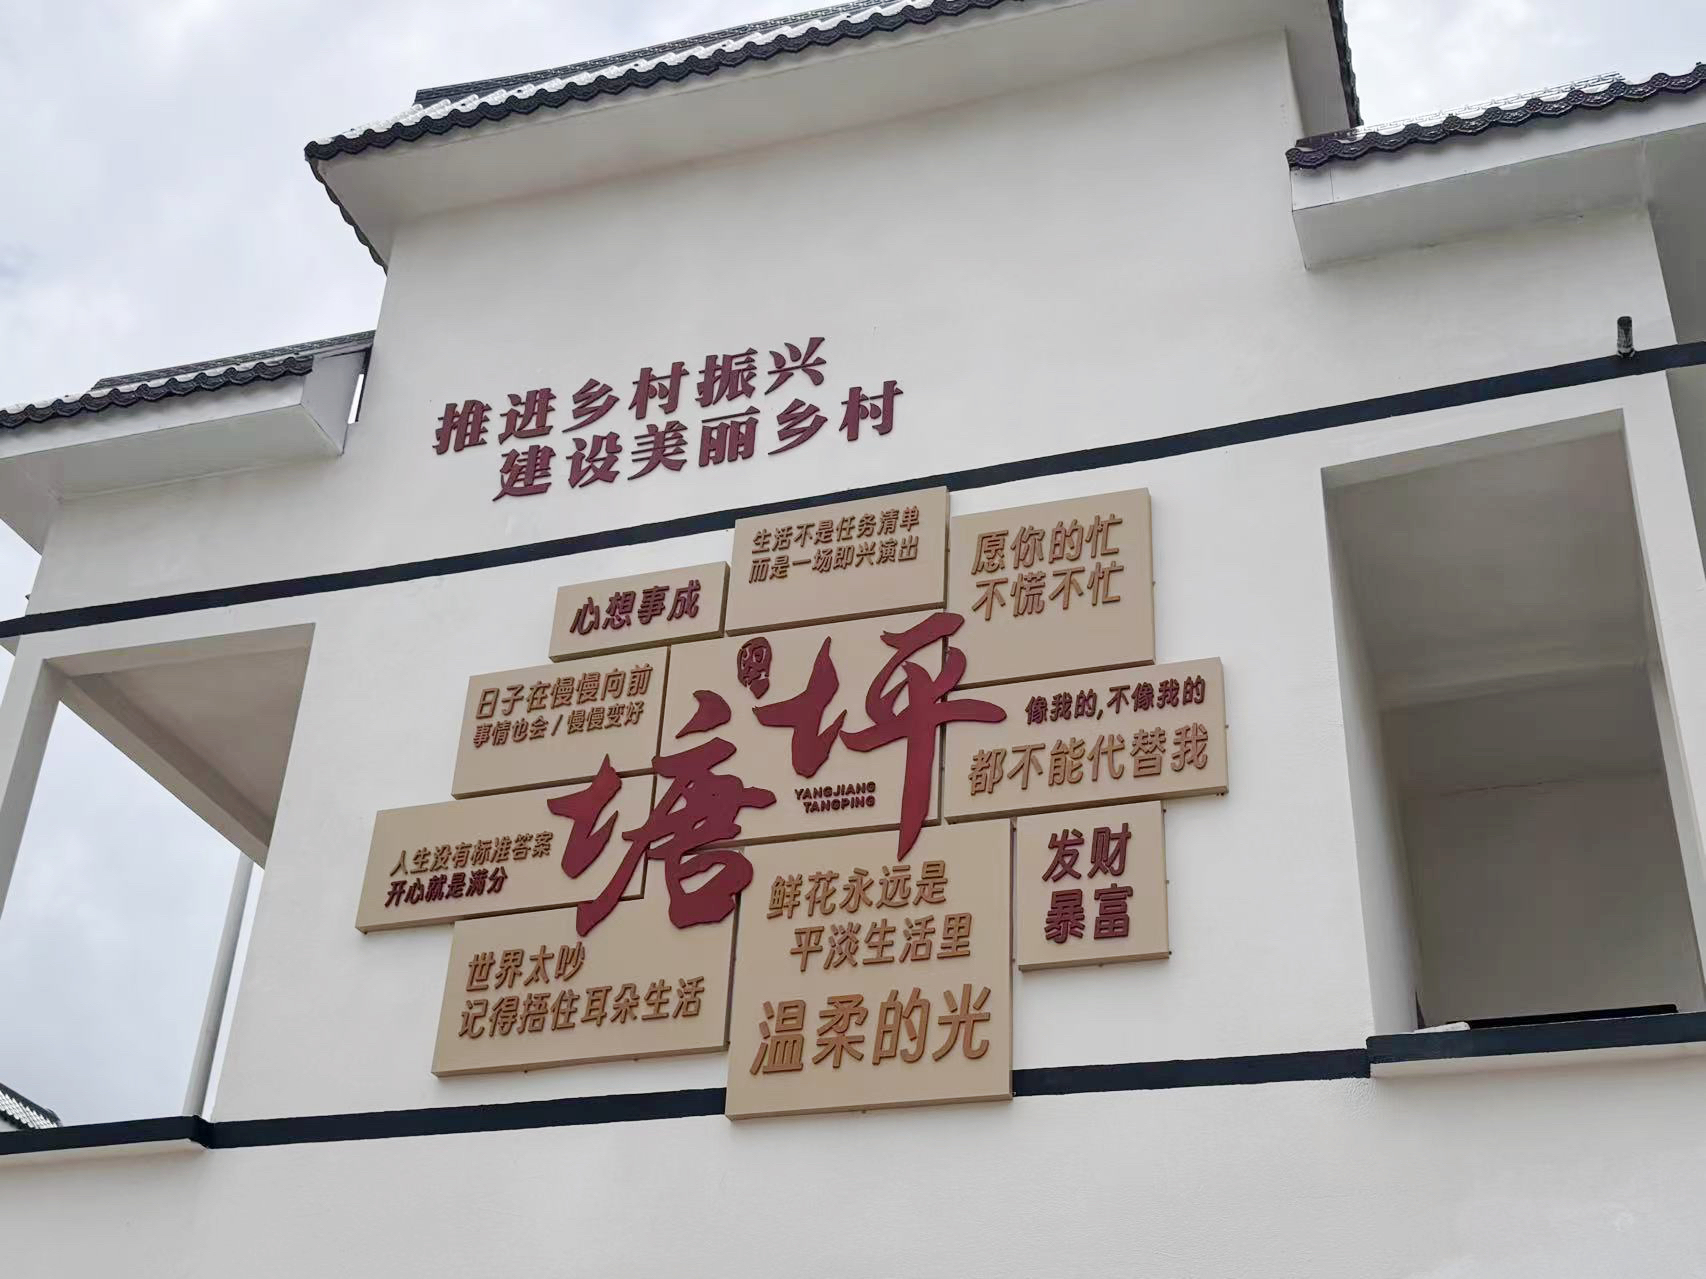 推进乡村振兴
建设美丽乡村
生活不是任务清单
而是一场即兴演出
愿你的忙
不慌不忙
心想事成
日子在慢慢向前
事情也会/慢慢变好
塘坪
YANGJIANG
TANGPING
像我的,不像我的
都不能代替我
人生没有标准答案
开心就是满分
发财
暴富
世界太吵
记得捂住耳朵生活
鲜花永远是
平淡生活里
温柔的光